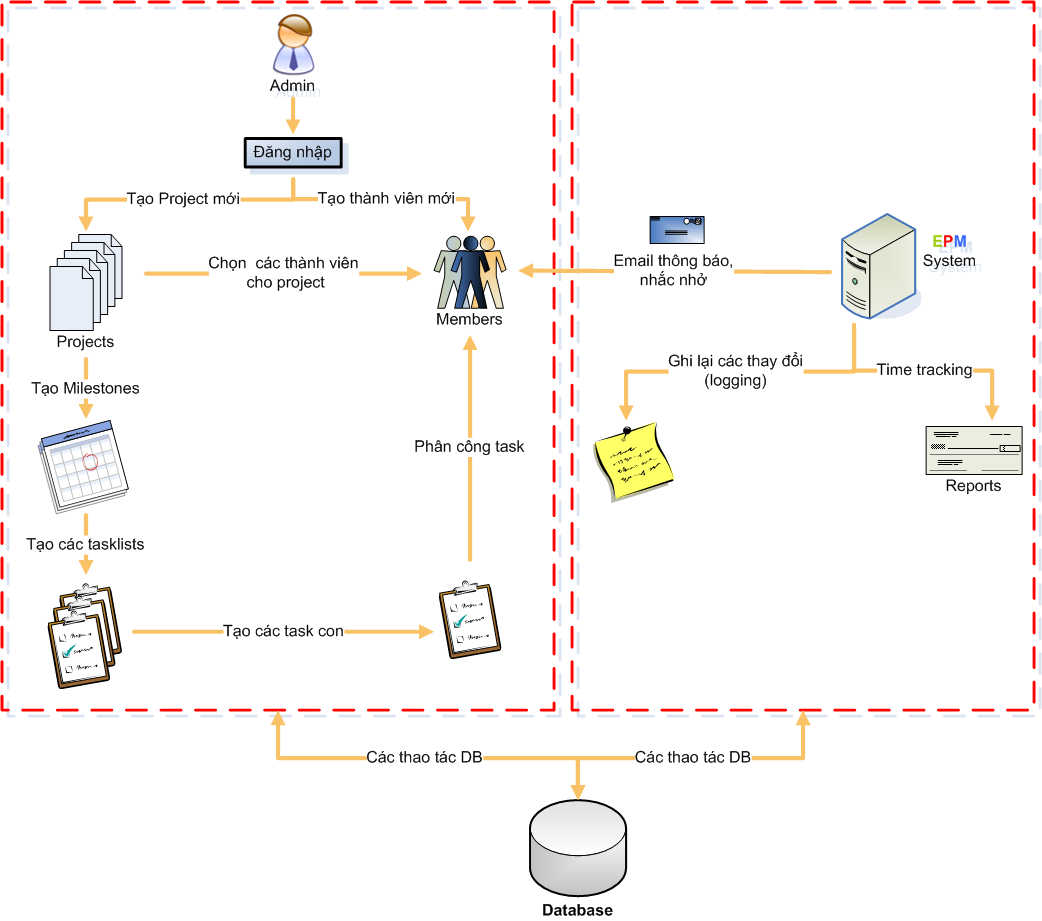 Admin
Đăng nhập
Tạo Project mới
Tạo thành viên mới
Chọn các thành viên
cho project
Members
Projects
Tạo Milestones
Phân công task
Tạo các tasklists
Tạo các task con
Email thông báo,
nhắc nhở
EPM
System
Ghi lại các thay đổi
(logging)
Time tracking
Reports
Các thao tác DB
Các thao tác DB
Database